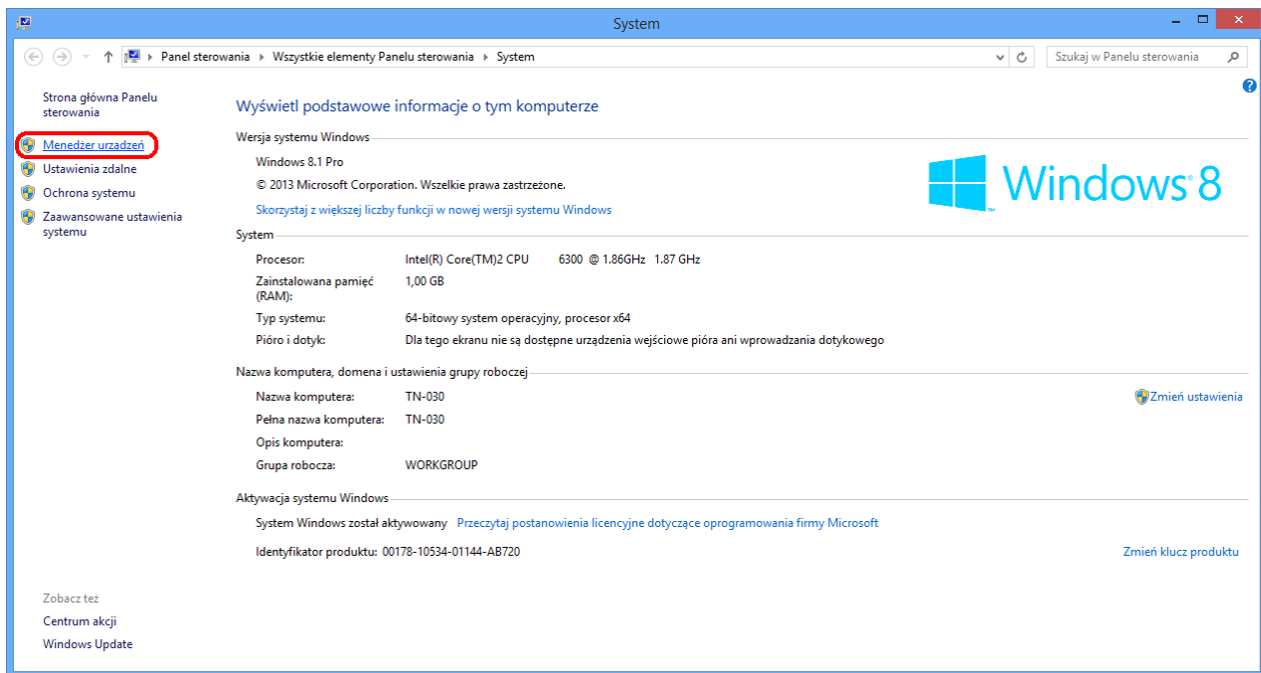 System
Panel sterowania Wszystkie elementy Panelu sterowania System
Szukaj w Panelu sterowania
Strona główna Panelu
sterowania
Menedżer urządzeń
Ustawienia zdalne
Ochrona systemu
Zaawansowane ustawienia
systemu
Wyświetl podstawowe informacje o tym komputerze
Wersja systemu Windows
Windows 8.1 Pro
© 2013 Microsoft Corporation. Wszelkie prawa zastrzeżone.
Skorzystaj z większej liczby funkcji w nowej wersji systemu Windows
Windows 8
System
Procesor: Intel(R) Core(TM)2 CPU 6300 @ 1.86GHz 1.87 GHz
Zainstalowana pamięć 1,00 GB
(RAM):
Typ systemu: 64-bitowy system operacyjny, procesor x64
Pióro i dotyk: Dla tego ekranu nie są dostępne urządzenia wejściowe pióra ani wprowadzania dotykowego
Nazwa komputera, domena i ustawienia grupy roboczej
Nazwa komputera: TN-030 Zmień ustawienia
Pełna nazwa komputera: TN-030
Opis komputera:
Grupa robocza: WORKGROUP
Aktywacja systemu Windows
System Windows został aktywowany Przeczytaj postanowienia licencyjne dotyczące oprogramowania firmy Microsoft
Identyfikator produktu: 00178-10534-01144-AB720 Zmień klucz produktu
Zobacz też
Centrum akcji
Windows Update